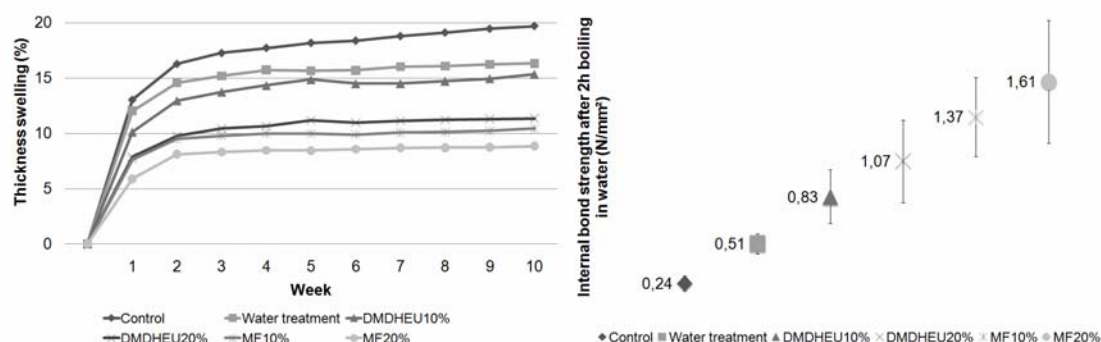 Thickness swelling (%)
20
15
10
5
0
1 2 3 4 5 6 7 8 9 10
Week
Control Water treatment DMDHEU10%
DMDHEU20% MF10% MF20%
Internal bond strength after 2h boiling
in water (N/mm²)
1,61
1,37
1,07
0,83
0,51
0,24
Control Water treatment DMDHEU10% DMDHEU20% MF10% MF20%